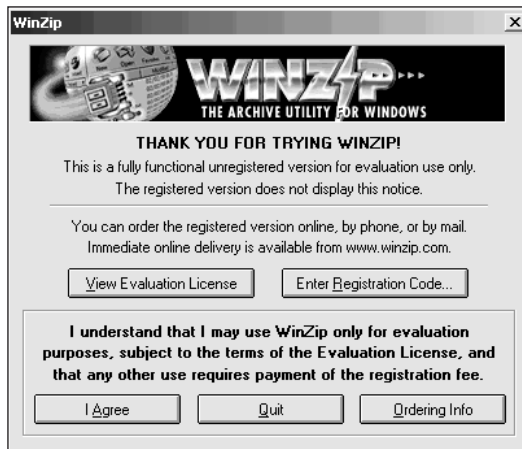 WinZip
WINZIP
THE ARCHIVE UTILITY FOR WINDOWS
THANK YOU FOR TRYING WINZIP!
This is a fully functional unregistered version for evaluation use only.
The registered version does not display this notice.
You can order the registered version online, by phone, or by mail.
Immediate online delivery is available from www.winzip.com.
View Evaluation License
Enter Registration Code...
I understand that I may use WinZip only for evaluation
purposes, subject to the terms of the Evaluation License, and
that any other use requires payment of the registration fee.
I Agree
Quit
Ordering Info